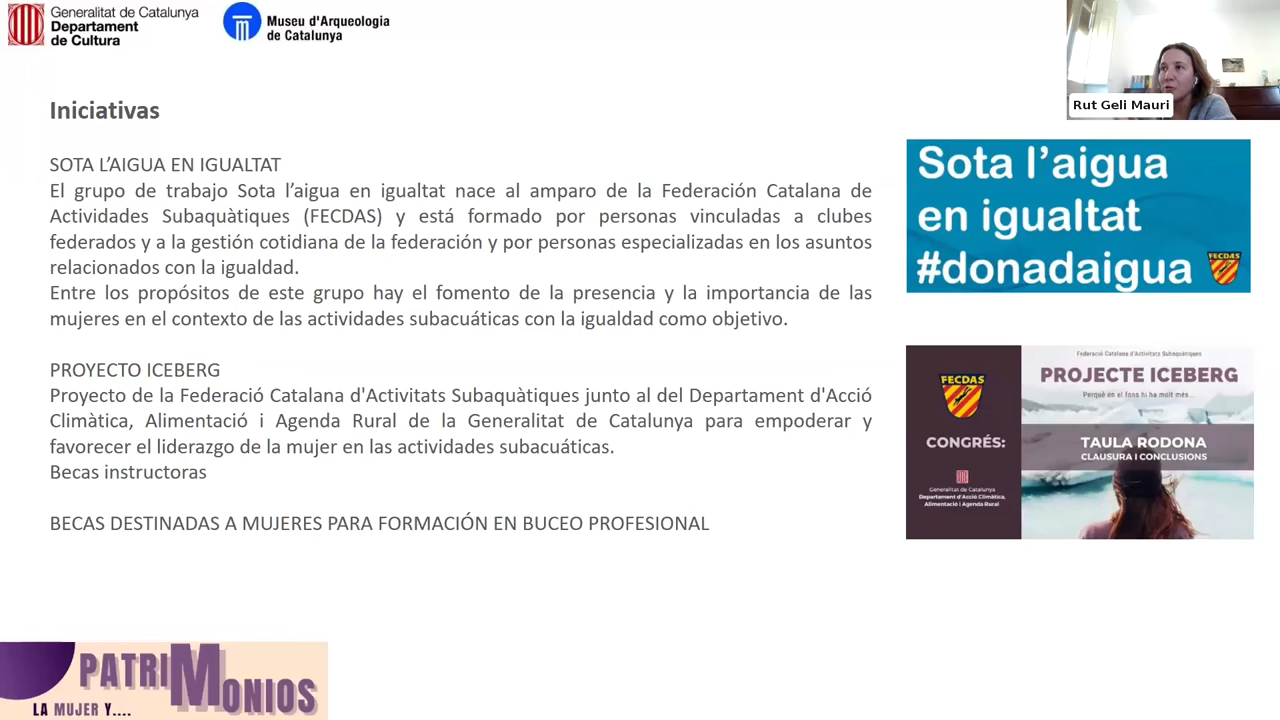 Generalitat de Catalunya
Departament
de Cultura
Museu d'Arqueologia
de Catalunya
Rut Geli Mauri
Iniciativas
SOTA L'AIGUA EN IGUALTAT
El grupo de trabajo Sota l'aigua en igualtat nace al amparo de la Federación Catalana de
Actividades Subaquàtiques (FECDAS) y está formado por personas vinculadas a clubes
federados y a la gestión cotidiana de la federación y por personas especializadas en los asuntos
relacionados con la igualdad.
Entre los propósitos de este grupo hay el fomento de la presencia y la importancia de las
mujeres en el contexto de las actividades subacuáticas con la igualdad como objetivo.
PROYECTO ICEBERG
Proyecto de la Federació Catalana d'Activitats Subaquàtiques junto al del Departament d'Acció
Climàtica, Alimentació i Agenda Rural de la Generalitat de Catalunya para empoderar y
favorecer el liderazgo de la mujer en las actividades subacuáticas.
Becas instructoras
BECAS DESTINADAS A MUJERES PARA FORMACIÓN EN BUCEO PROFESIONAL
Sota l'aigua
en igualtat
#donadaigua
FECDAS
Federació Catalana d'Activitats Subaquàtiques
PROJECTE ICEBERG
Perquè en el fons hi ha molt més...
FECDAS
CONGRÉS:
TAULA RODONA
CLAUSURA I CONCLUSIONS
Generalitat de Catalunya
Departament d'Acció Climàtica,
Alimentació i Agenda Rural
PATRIMONIOS
LA MUJER Y....